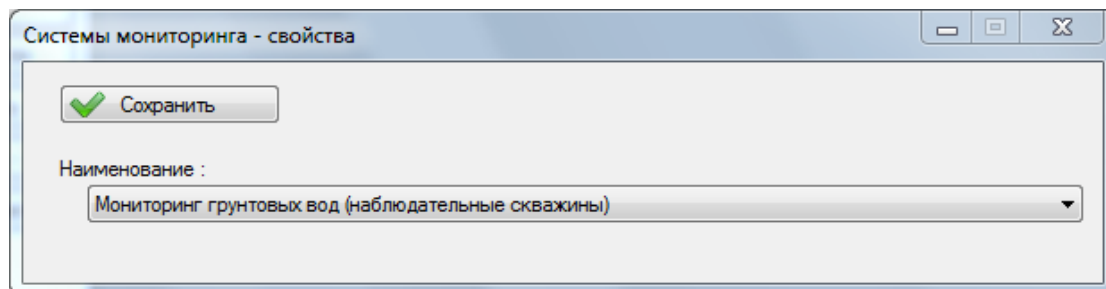 Системы мониторинга - свойства
Сохранить
Наименование :
Мониторинг грунтовых вод (наблюдательные скважины)